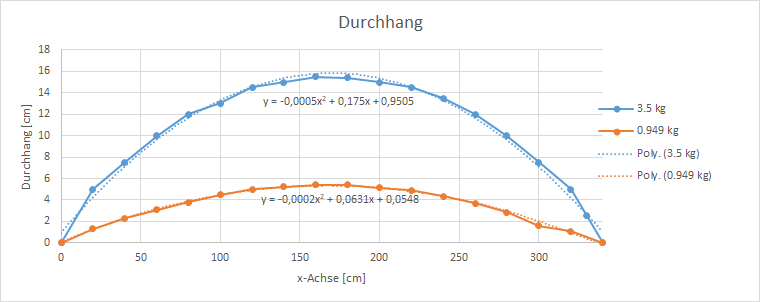 Durchhang
18
16
14
12
10
8
6
4
2
0
Durchhang [cm]
y = -0,0005x² + 0,175x + 0,9505
y = -0,0002x² + 0,0631x + 0,0548
0 50 100 150 200 250 300
x-Achse [cm]
3.5 kg
0.949 kg
Poly. (3.5 kg)
Poly. (0.949 kg)